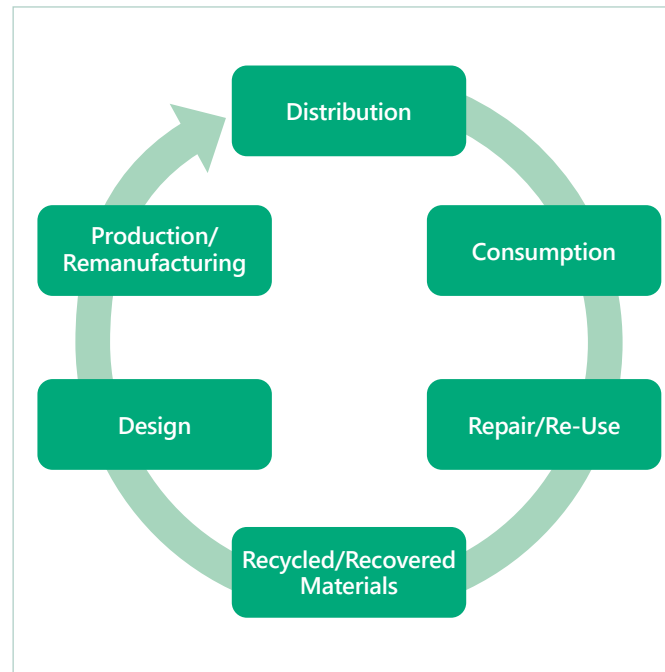 Distribution
Consumption
Repair/Re-Use
Recycled/Recovered
Materials
Design
Production/
Remanufacturing